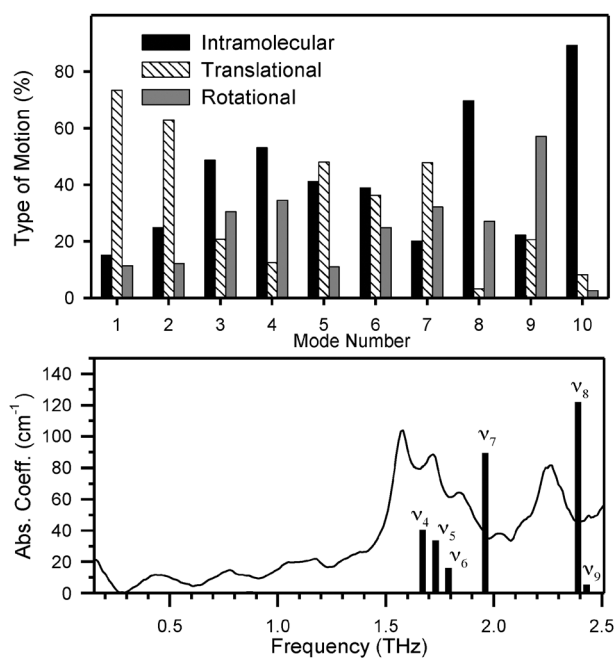 Intramolecular
Translational
Rotational
Type of Motion (%)
80
60
40
20
0
1 2 3 4 5 6 7 8 9 10
Mode Number
Abs. Coeff. (cm⁻¹)
140
120
100
80
60
40
20
0
ν₄
ν₅
ν₆
ν₇
ν₈
ν₉
0.5 1.0 1.5 2.0 2.5
Frequency (THz)